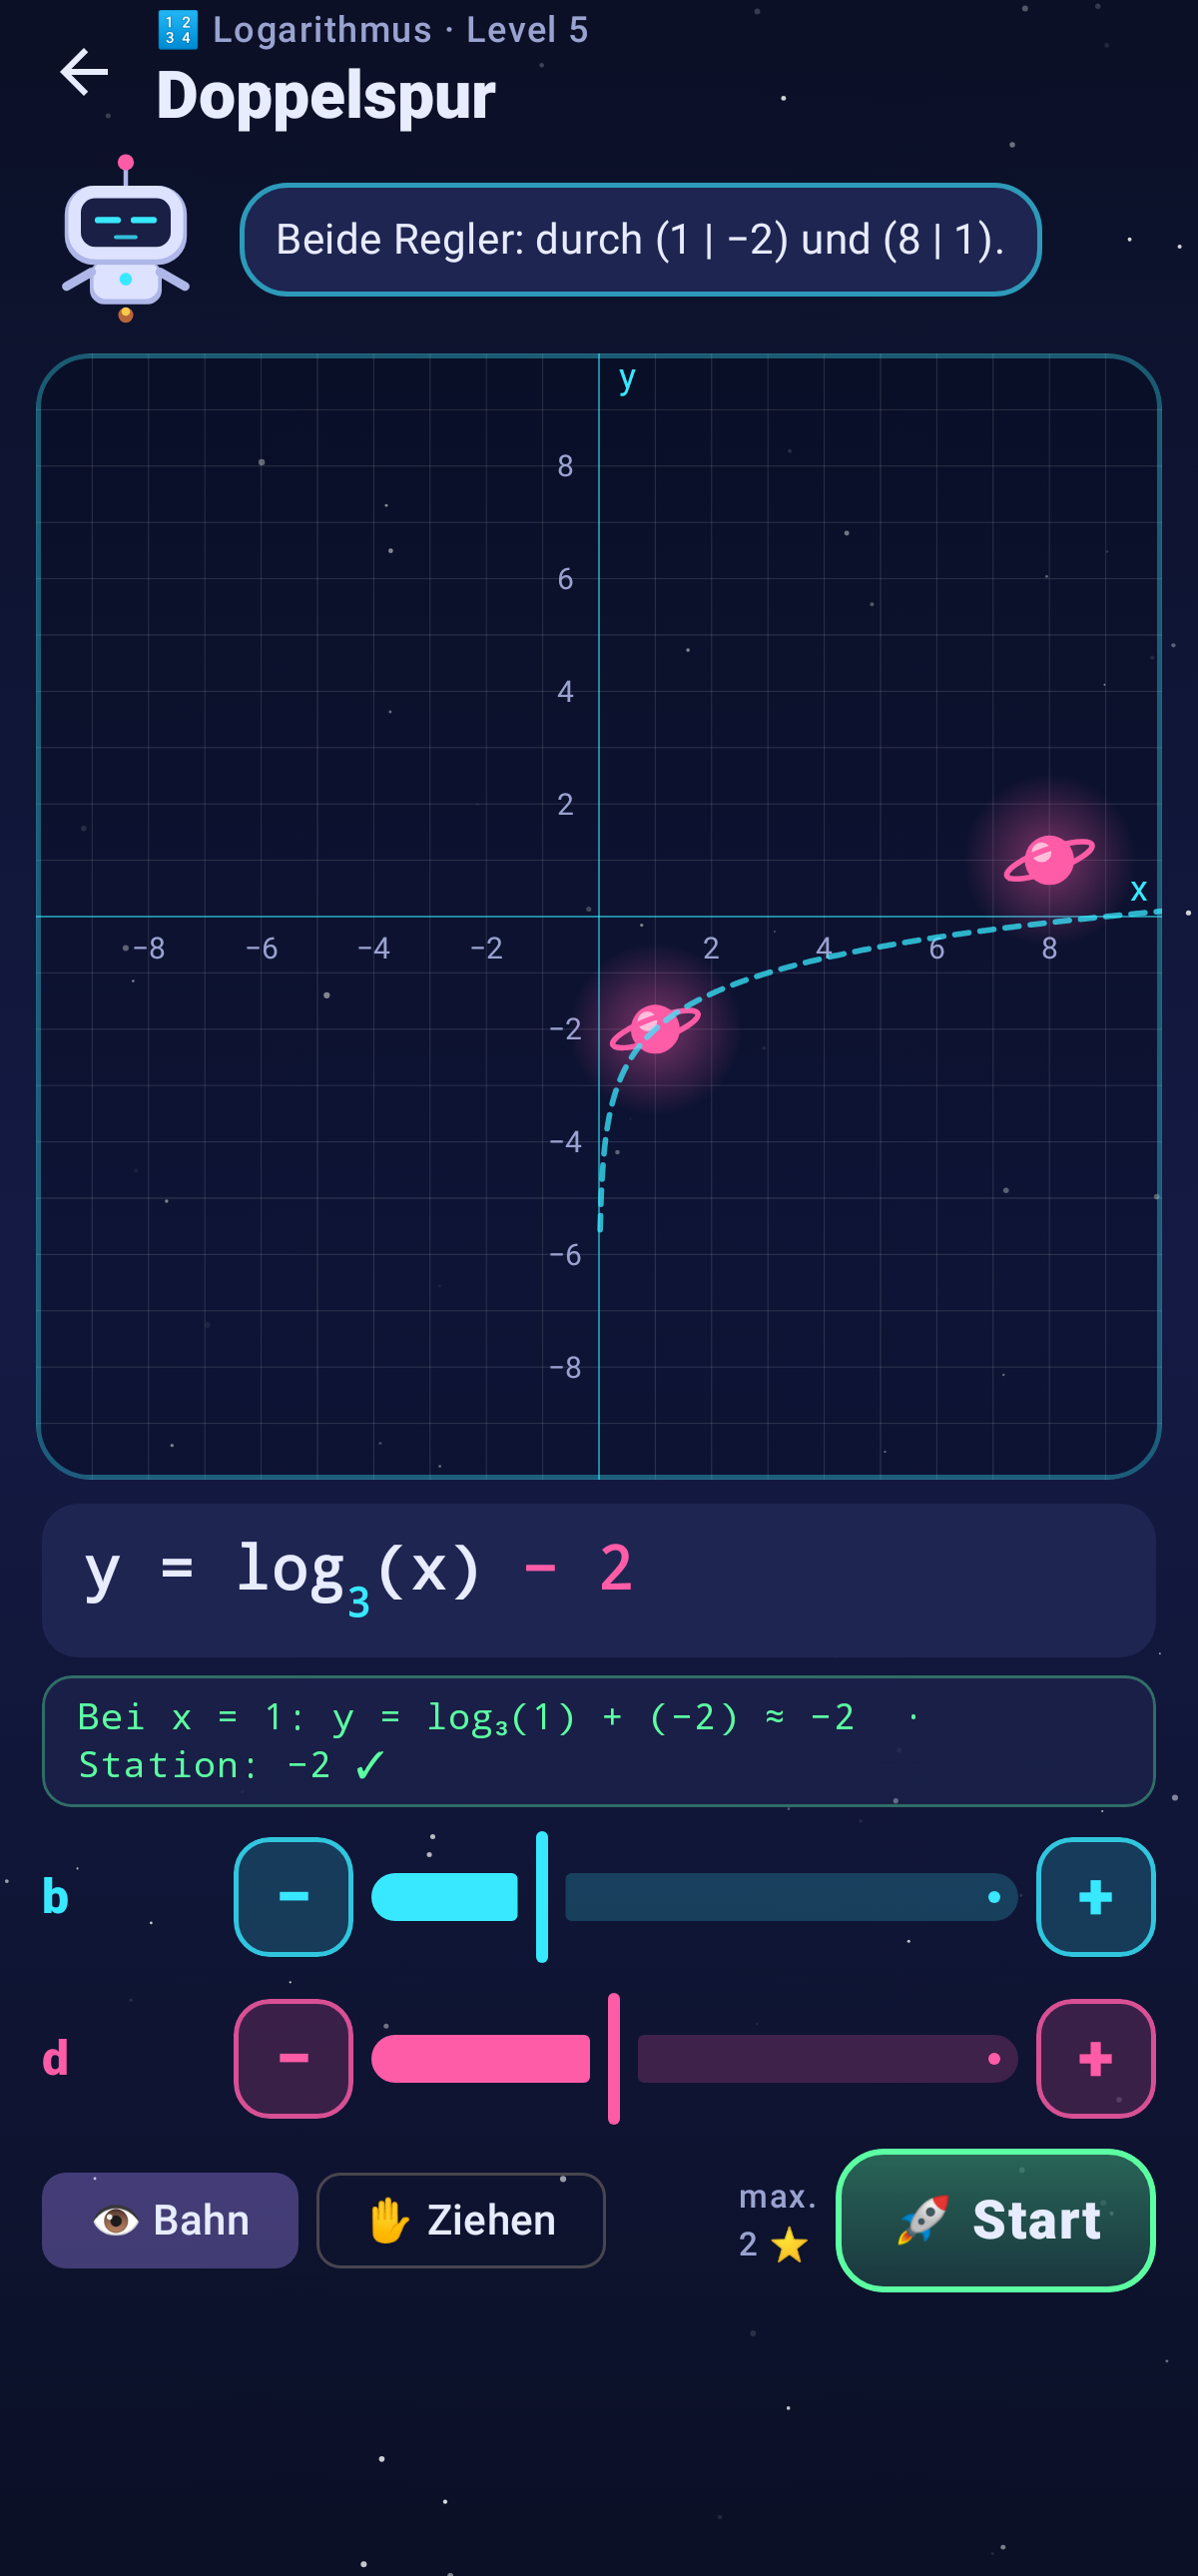 Logarithmus · Level 5
Doppelspur
Beide Regler: durch (1 | −2) und (8 | 1).
y
8
6
4
2
x
−8 −6 −4 −2 2 4 6 8
−2
−4
−6
−8
y = log₃(x) − 2
Bei x = 1: y = log₃(1) + (−2) ≈ −2 ·
Station: −2 ✓
b − +
d − +
Bahn Ziehen max. 2 ⭐ Start